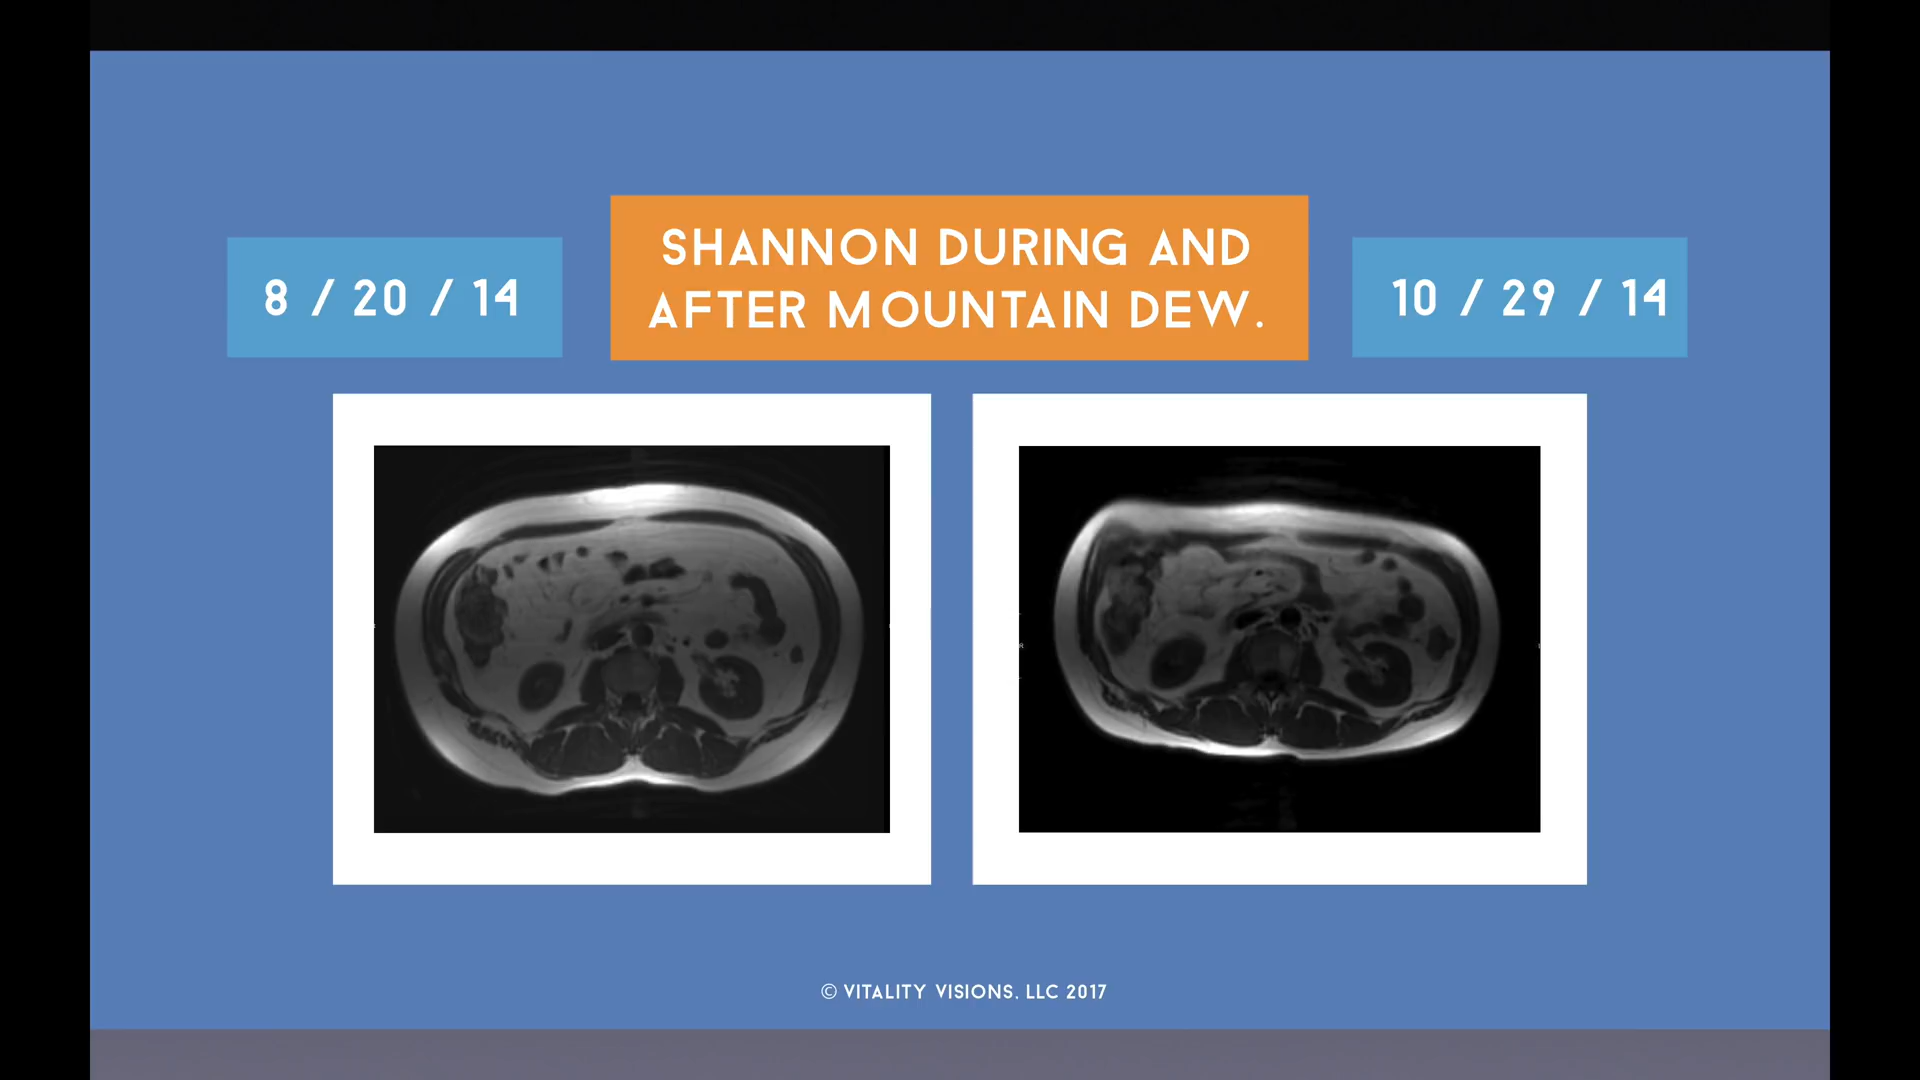 8 / 20 / 14
SHANNON DURING AND
AFTER MOUNTAIN DEW.
10 / 29 / 14
R
© VITALITY VISIONS, LLC 2017